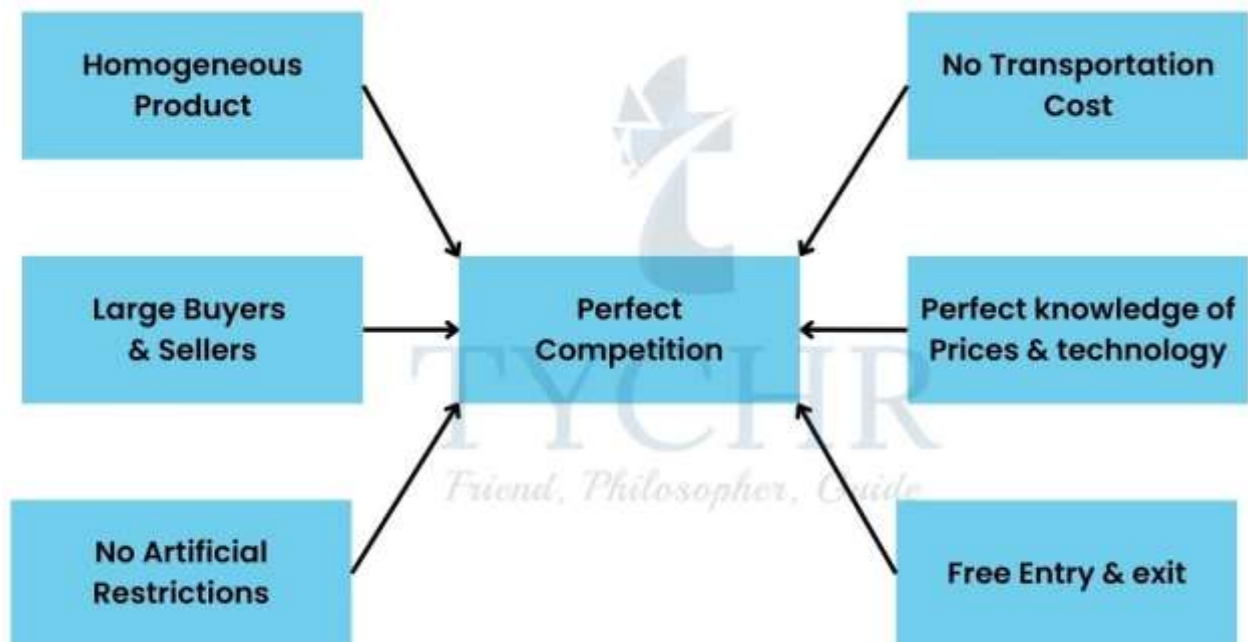 Homogeneous
Product
No Transportation
Cost
Large Buyers
& Sellers
Perfect
Competition
Perfect knowledge of
Prices & technology
TYCHR
Friend, Philosopher, Guide
No Artificial
Restrictions
Free Entry & exit